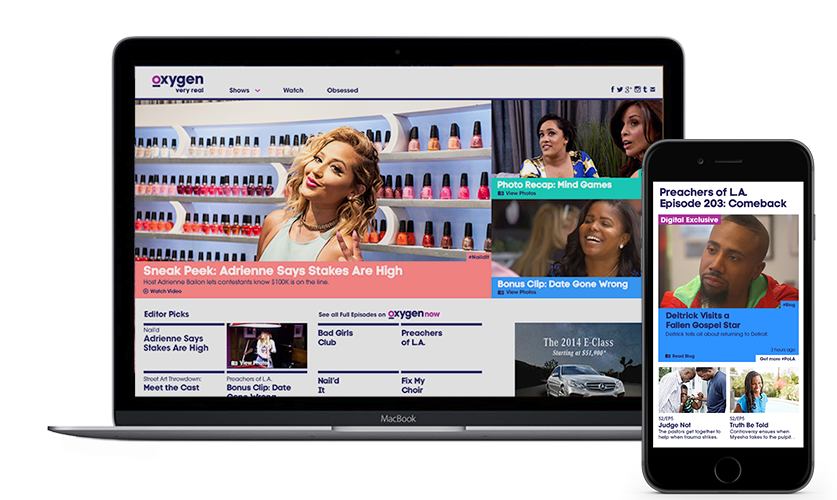 oxygen
very real
Shows
Watch
Obsessed
Sneak Peek: Adrienne Says Stakes Are High
Host Adrienne Bailon lets contestants know $100K is on the line.
Watch Video
#NailedIt
Photo Recap: Mind Games
View Photos
Bonus Clip: Date Gone Wrong
View Photos
Editor Picks
Nail'd
Adrienne Says
Stakes Are High
View Photos
Street Art Throwdown:
Meet the Cast
Preachers of L.A.
Bonus Clip: Date
Gone Wrong
See all Full Episodes on oxygen now
Bad Girls
Club
Preachers
of L.A.
Nail'd
It
Fix My
Choir
The 2014 E-Class
Starting at $51,900*
MacBook
Preachers of L.A.
Episode 203: Comeback
Digital Exclusive
#Blog
Deitrick Visits a
Fallen Gospel Star
Deitrick tells all about returning to Detroit
2 hours ago
Read Blog
Get more #PoLA
S2/EP5
Judge Not
The pastors get together to
help when trauma strikes.
S2/EP5
Truth Be Told
Controversy ensues when
Myesha takes to the pulpit...